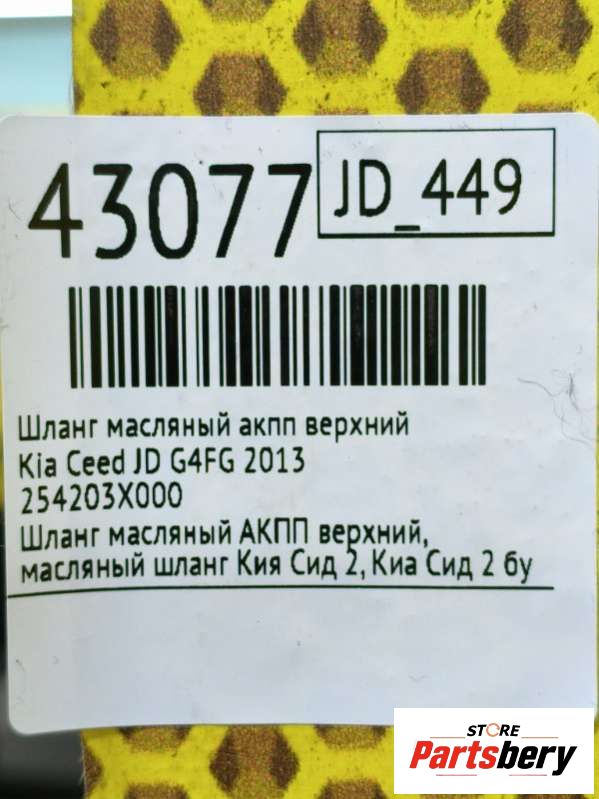 43077
JD_449
Шланг масляный акпп верхний
Kia Ceed JD G4FG 2013
254203X000
Шланг масляный АКПП верхний,
масляный шланг Кия Сид 2, Киа Сид 2 бу
STORE
Partsbery